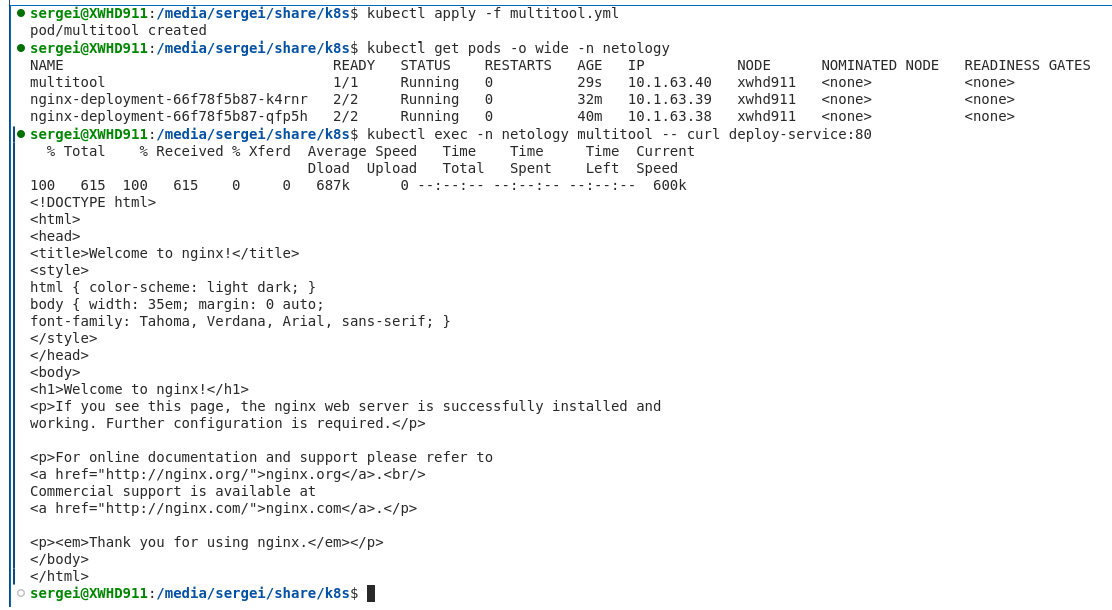 sergei@XWHD911:/media/sergei/share/k8s$ kubectl apply -f multitool.yml
pod/multitool created
sergei@XWHD911:/media/sergei/share/k8s$ kubectl get pods -o wide -n netology
NAME                                READY   STATUS    RESTARTS   AGE   IP           NODE      NOMINATED NODE   READINESS GATES
multitool                           1/1     Running   0          29s   10.1.63.40   xwhd911   <none>           <none>
nginx-deployment-66f78f5b87-k4rnr   2/2     Running   0          32m   10.1.63.39   xwhd911   <none>           <none>
nginx-deployment-66f78f5b87-qfp5h   2/2     Running   0          40m   10.1.63.38   xwhd911   <none>           <none>
sergei@XWHD911:/media/sergei/share/k8s$ kubectl exec -n netology multitool -- curl deploy-service:80
  % Total    % Received % Xferd  Average Speed   Time    Time     Time  Current
                                 Dload  Upload   Total   Spent    Left  Speed
100   615  100   615    0     0   687k      0 --:--:-- --:--:-- --:--:--  600k
<!DOCTYPE html>
<html>
<head>
<title>Welcome to nginx!</title>
<style>
html { color-scheme: light dark; }
body { width: 35em; margin: 0 auto;
font-family: Tahoma, Verdana, Arial, sans-serif; }
</style>
</head>
<body>
<h1>Welcome to nginx!</h1>
<p>If you see this page, the nginx web server is successfully installed and
working. Further configuration is required.</p>

<p>For online documentation and support please refer to
<a href="http://nginx.org/">nginx.org</a>.<br/>
Commercial support is available at
<a href="http://nginx.com/">nginx.com</a>.</p>

<p><em>Thank you for using nginx.</em></p>
</body>
</html>
sergei@XWHD911:/media/sergei/share/k8s$